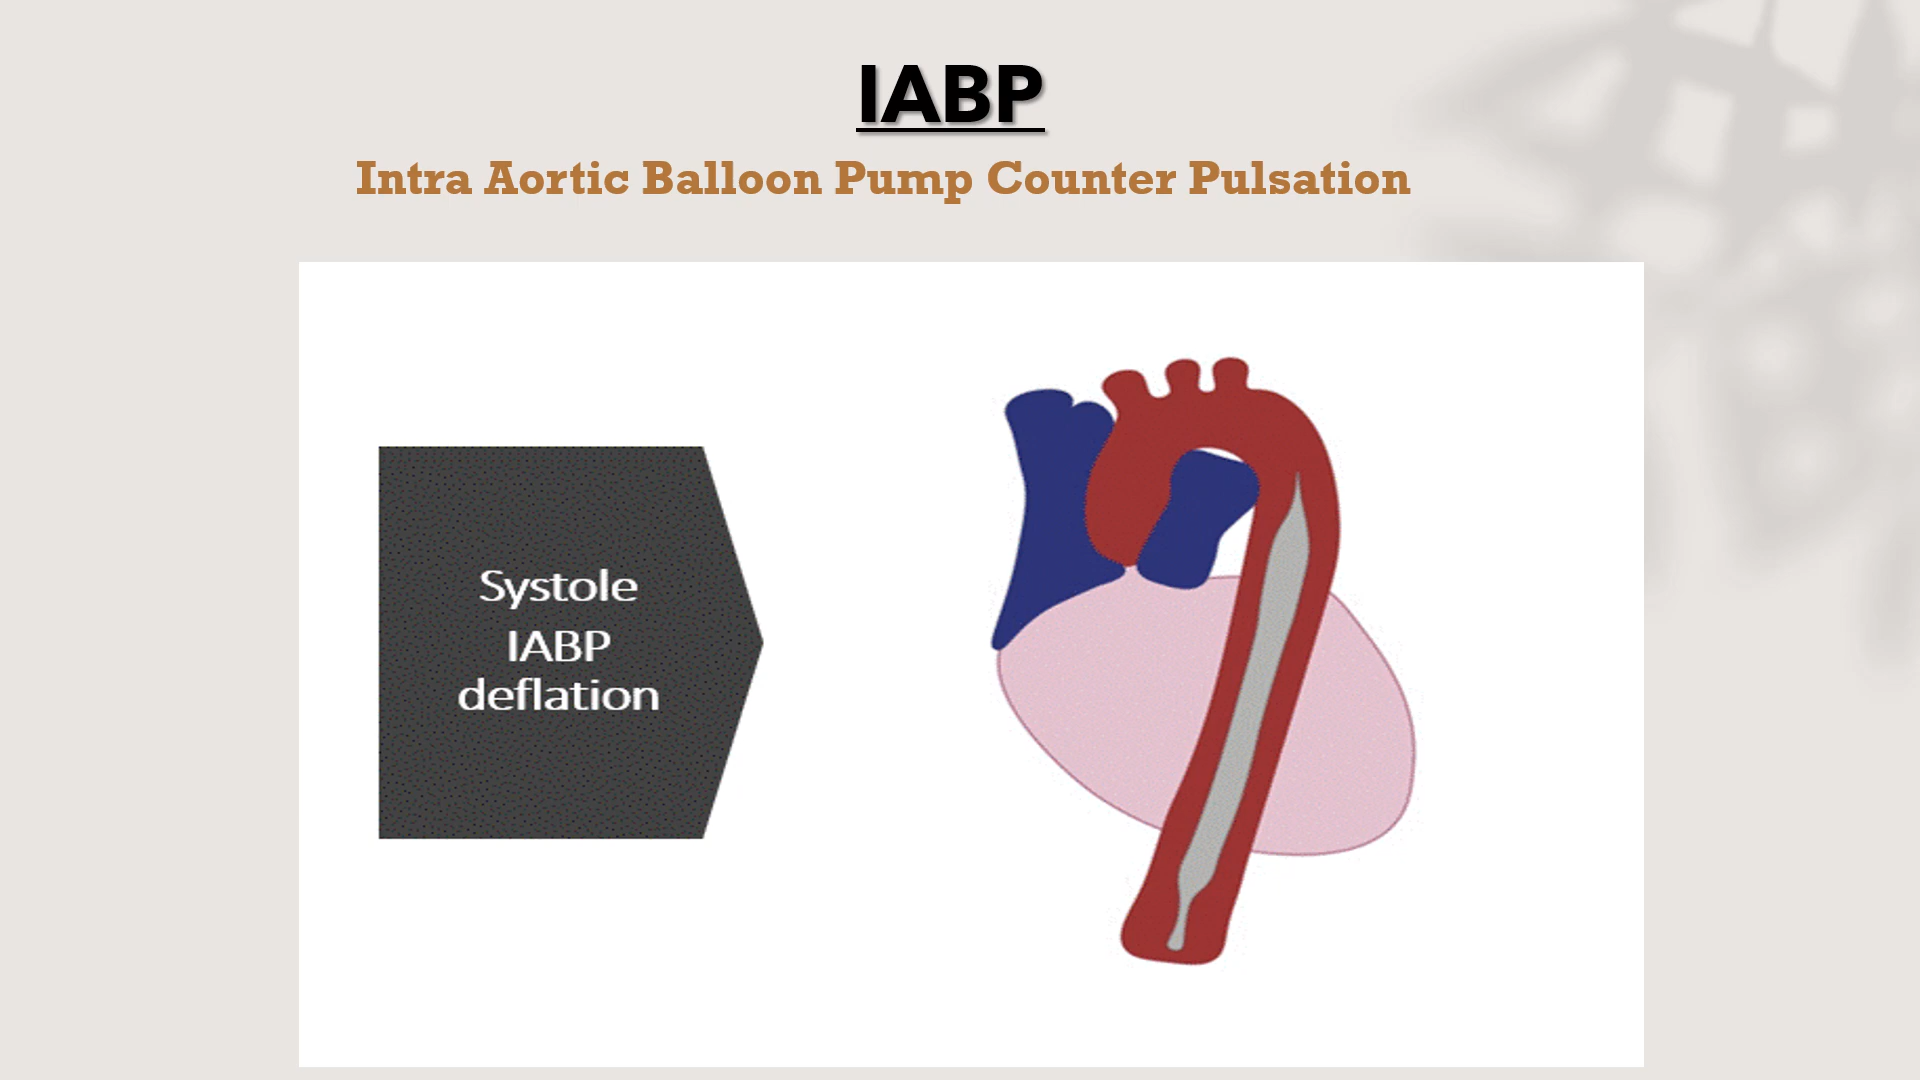 IABP
Intra Aortic Balloon Pump Counter Pulsation
Systole
IABP
deflation